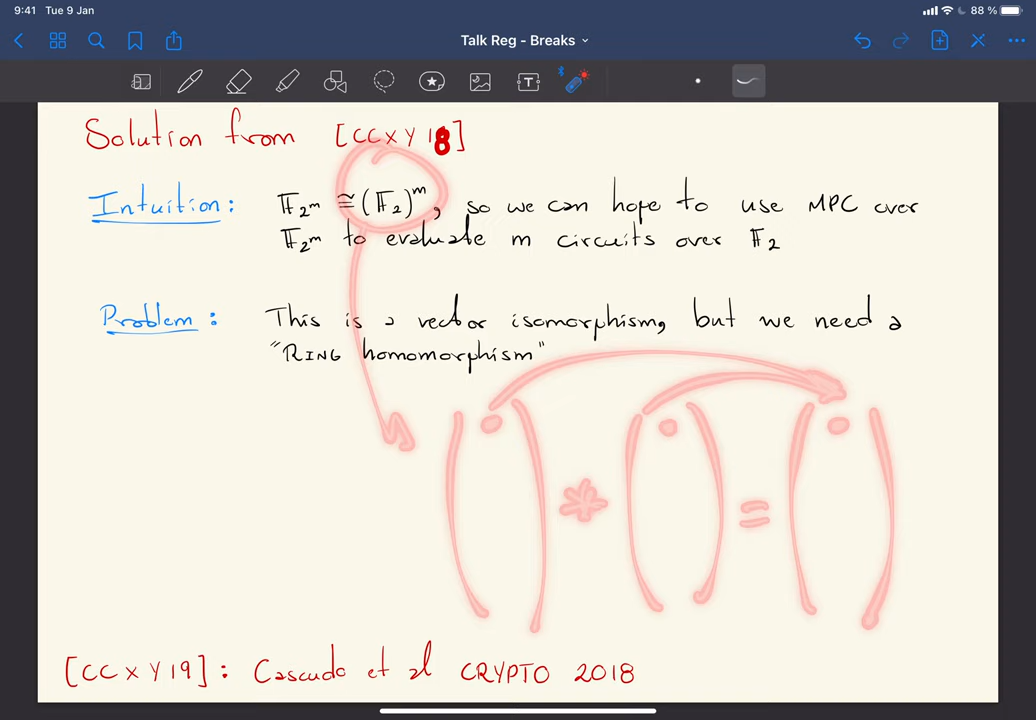 9:41 Tue 9 Jan 88 %
Talk Reg - Breaks
Solution from [CCXY 18]
Intuition: 𝔽₂ᵐ ≅ (𝔽₂)ᵐ, so we can hope to use MPC over
𝔽₂ᵐ to evaluate m circuits over 𝔽₂
Problem: This is a vector isomorphism, but we need a
"RING homomorphism"
( • ) * ( • ) = ( • )
[CCXY19]: Cascudo et al CRYPTO 2018